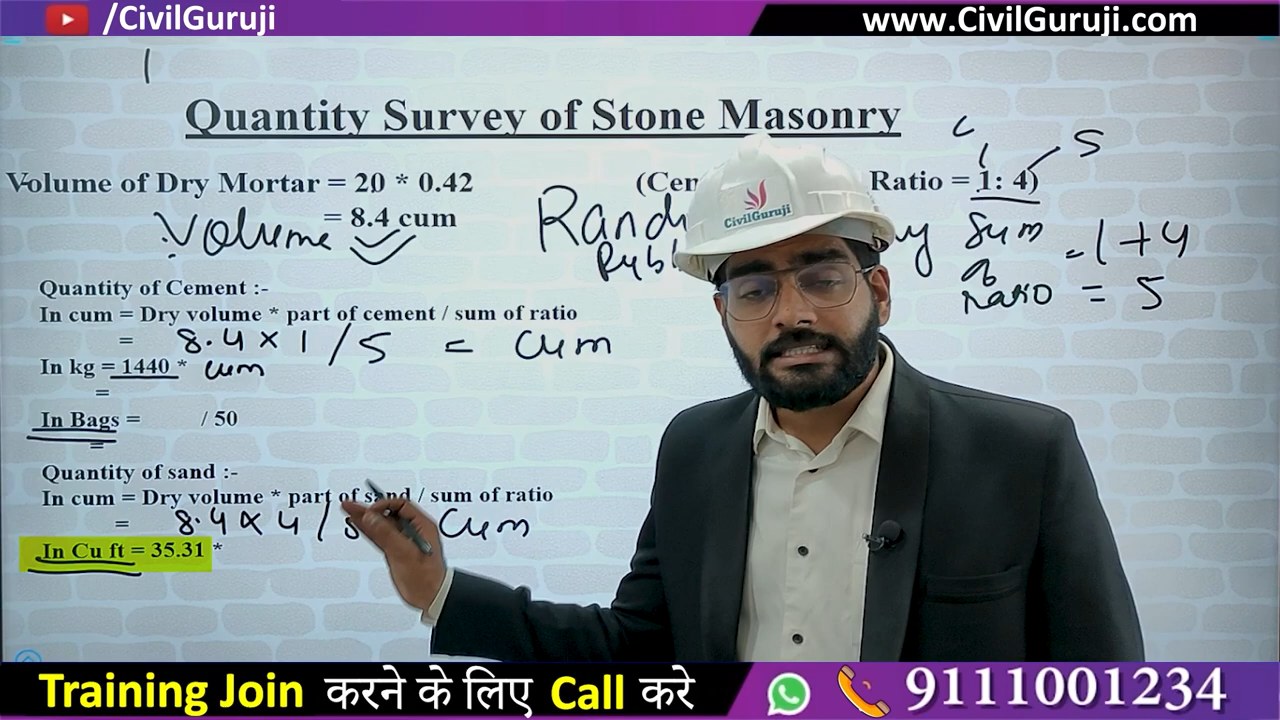 /CivilGuruji
www.CivilGuruji.com
Quantity Survey of Stone Masonry
C
S
Volume of Dry Mortar = 20 * 0.42
(Cem Ratio = 1: 4)
= 8.4 cum
Volume
Rand
Rubb
CivilGuruji
Sum
of
ratio
= 1+4
= 5
Quantity of Cement :-
In cum = Dry volume * part of cement / sum of ratio
= 8.4 × 1 / 5 = Cum
In kg = 1440 * cum
=
In Bags = / 50
=
Quantity of sand :-
In cum = Dry volume * part of sand / sum of ratio
= 8.4 × 4 / Cum
In Cu ft = 35.31 *
Training Join करने के लिए Call करे
9111001234